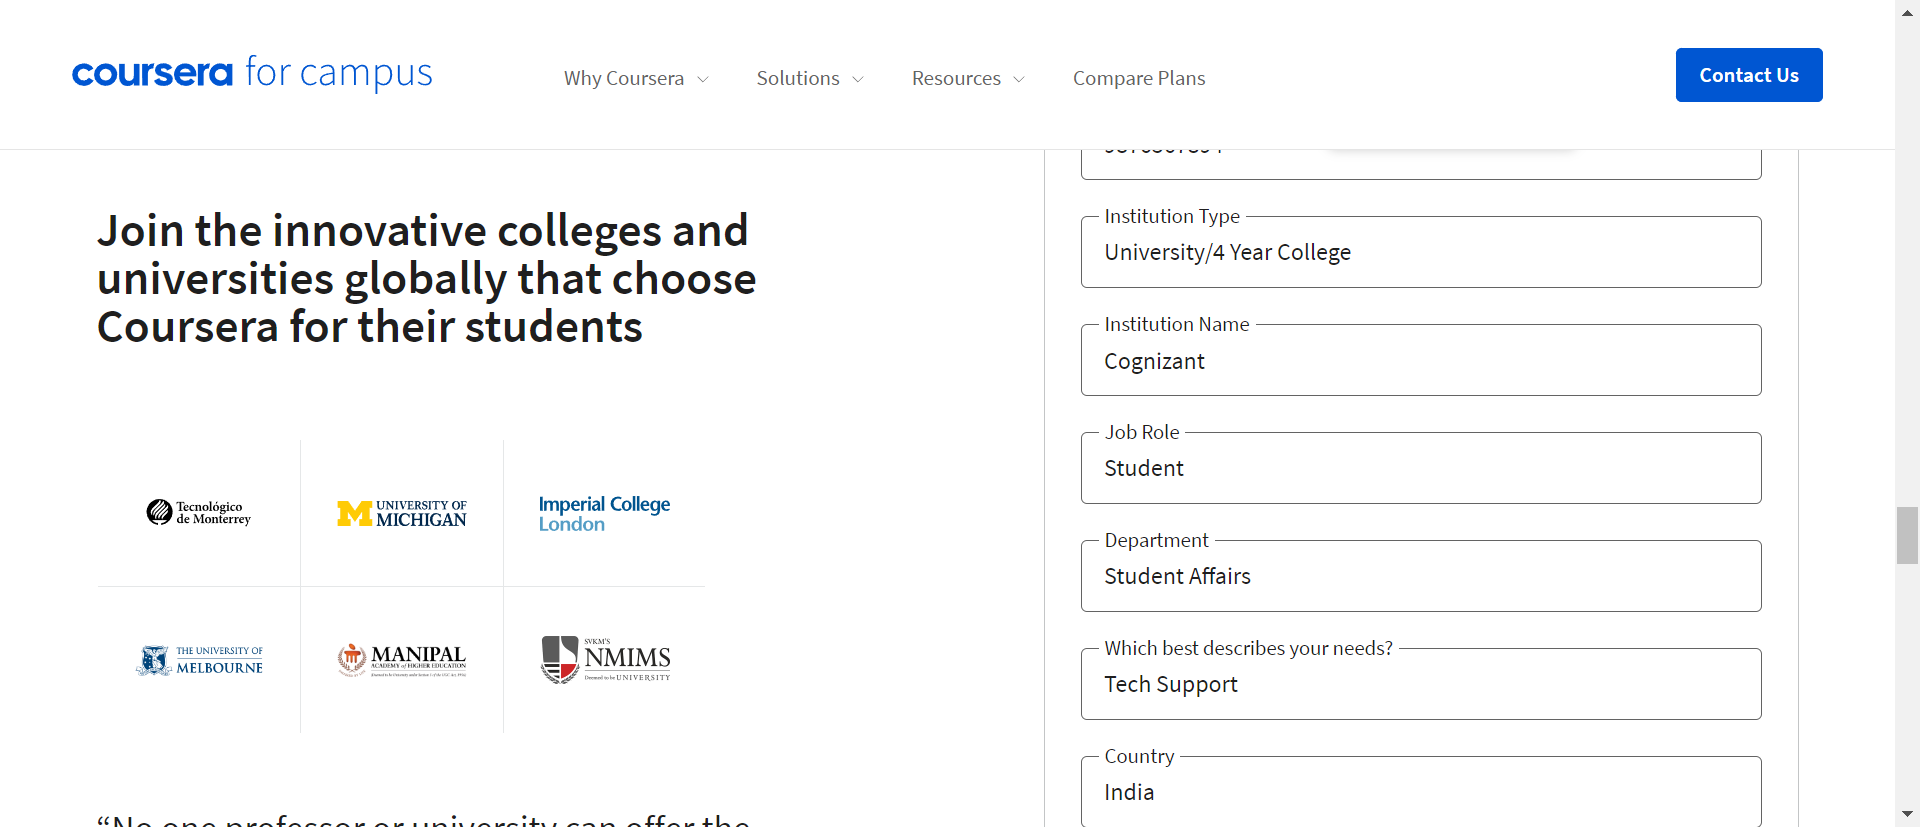 coursera for campus
Why Coursera
Solutions
Resources
Compare Plans
Contact Us
Join the innovative colleges and
universities globally that choose
Coursera for their students
Tecnológico
de Monterrey
M UNIVERSITY OF
MICHIGAN
Imperial College
London
THE UNIVERSITY OF
MELBOURNE
MANIPAL
ACADEMY of HIGHER EDUCATION
SVKM'S
NMIMS
Deemed to be UNIVERSITY
“No one professor or university can offer the
Institution Type
University/4 Year College
Institution Name
Cognizant
Job Role
Student
Department
Student Affairs
Which best describes your needs?
Tech Support
Country
India